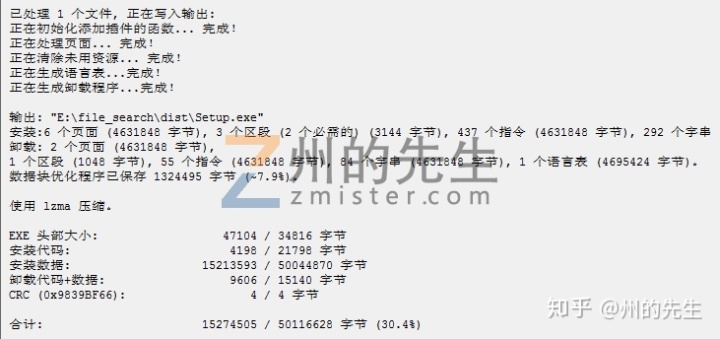 已处理 1 个文件, 正在写入输出:
正在初始化添加插件的函数... 完成!
正在处理页面... 完成!
正在清除未用资源... 完成!
正在生成语言表...完成!
正在生成卸载程序...完成!
输出: "E:\file_search\dist\Setup.exe"
安装:6 个页面 (4631848 字节), 3 个区段 (2 个必需的) (3144 字节), 437 个指令 (4631848 字节), 292 个字串
卸载: 2 个页面 (4631848 字节),
1 个区段 (1048 字节), 55 个指令 (4631848 字节), 84 个字串 (4631848 字节), 1 个语言表 (4695424 字节)。
数据块优化程序已保存 1324495 字节 (~7.9%)。
使用 lzma 压缩。
EXE 头部大小: 47104 / 34816 字节
安装代码: 4198 / 21798 字节
安装数据: 15213593 / 50044870 字节
卸载代码+数据: 9606 / 15140 字节
CRC (0x9839BF66): 4 / 4 字节
合计: 15274505 / 50116628 字节 (30.4%)
州的先生
zmister.com
知乎 @州的先生